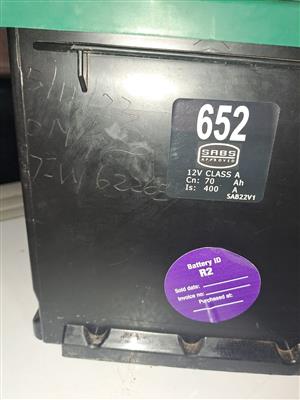 652
SABS
APPROVED
12V CLASS A
Cn: 70 Ah
Is: 400 A
SAB22V1
Battery ID
R2
Sold date:
Invoice no:
Purchased at: